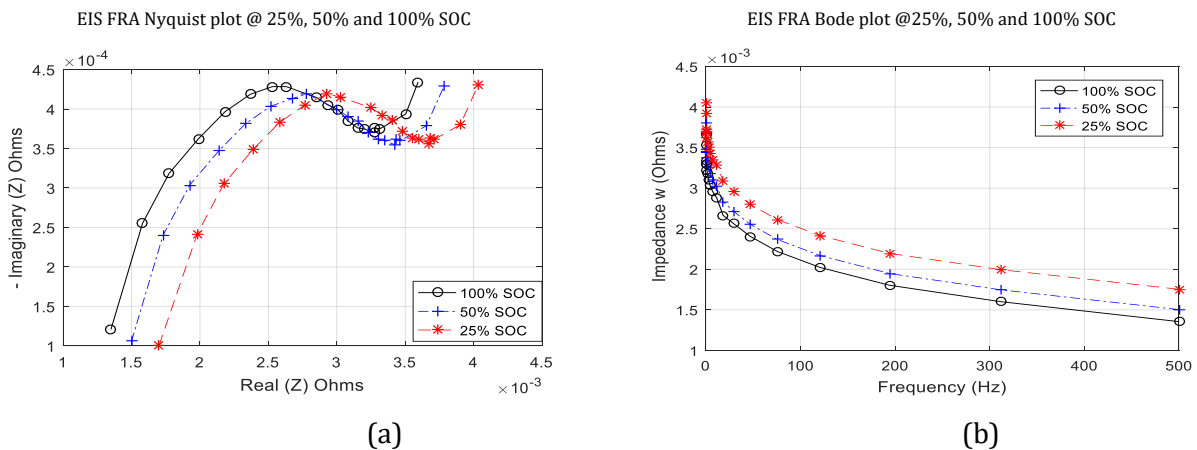 EIS FRA Nyquist plot @ 25%, 50% and 100% SOC
×10⁻⁴
4.5
4
3.5
3
2.5
2
1.5
1
- Imaginary (Z) Ohms
100% SOC
50% SOC
25% SOC
1 1.5 2 2.5 3 3.5 4 4.5
Real (Z) Ohms
×10⁻³
(a)
EIS FRA Bode plot @25%, 50% and 100% SOC
×10⁻³
4.5
4
3.5
3
2.5
2
1.5
1
Impedance w (Ohms)
100% SOC
50% SOC
25% SOC
0 100 200 300 400 500
Frequency (Hz)
(b)